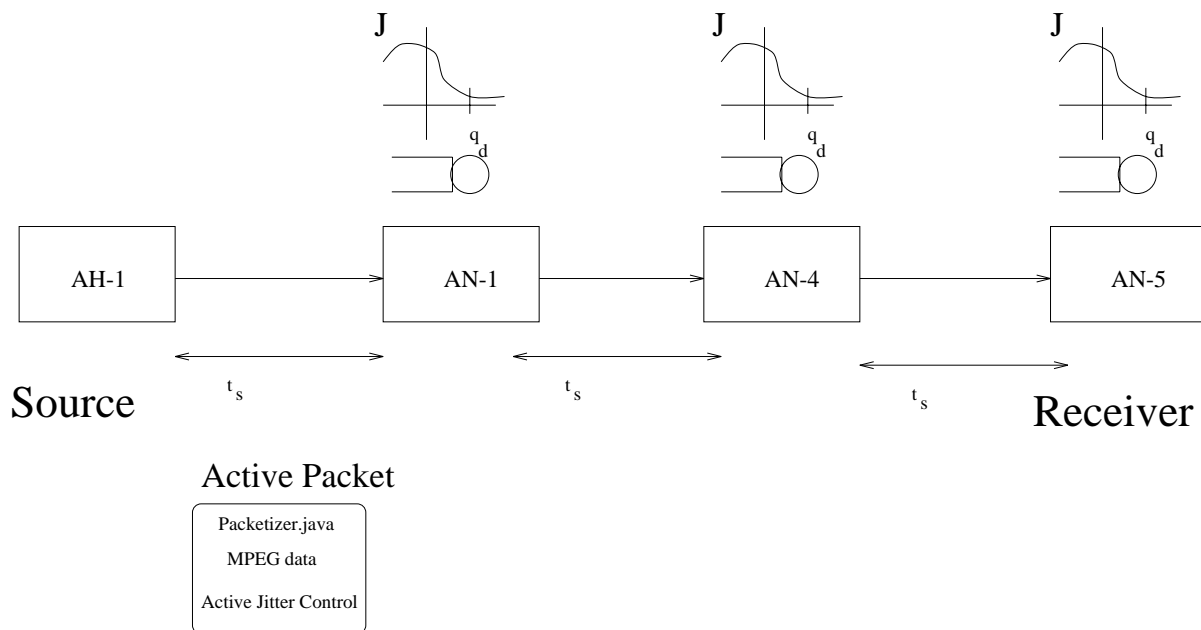 J
J
J
q
d
q
d
q
d
AH-1
AN-1
AN-4
AN-5
t s
t s
t s
Source
Receiver
Active Packet
Packetizer.java
MPEG data
Active Jitter Control